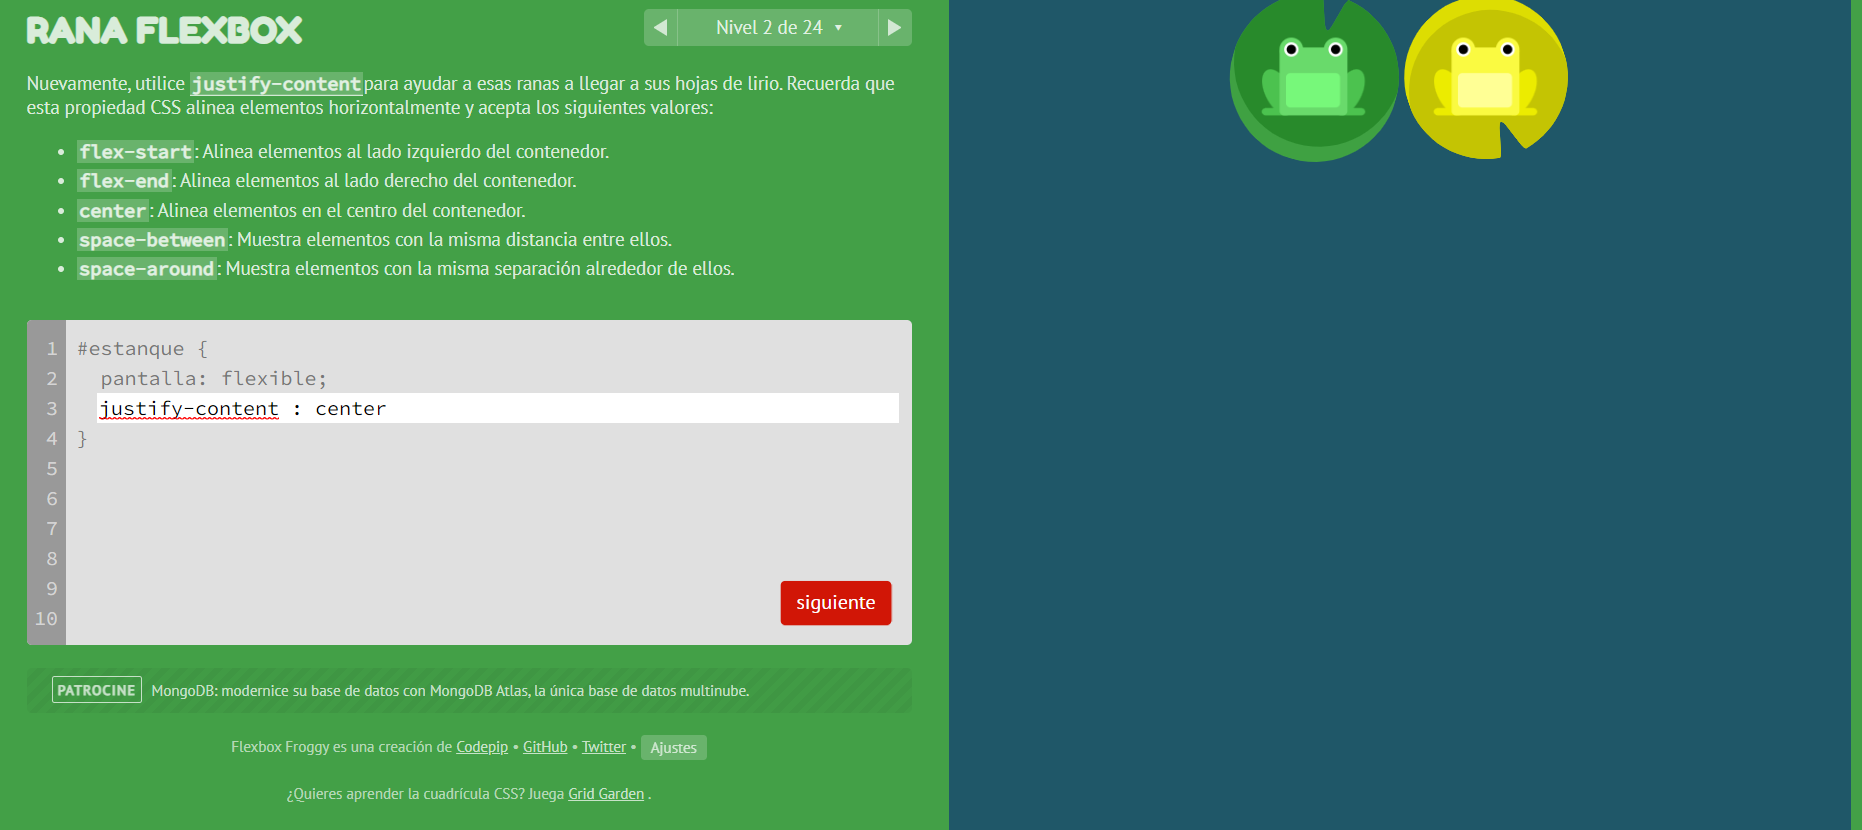 RANA FLEXBOX
Nivel 2 de 24
Nuevamente, utilice justify-content para ayudar a esas ranas a llegar a sus hojas de lirio. Recuerda que
esta propiedad CSS alinea elementos horizontalmente y acepta los siguientes valores:
• flex-start: Alinea elementos al lado izquierdo del contenedor.
• flex-end: Alinea elementos al lado derecho del contenedor.
• center: Alinea elementos en el centro del contenedor.
• space-between: Muestra elementos con la misma distancia entre ellos.
• space-around: Muestra elementos con la misma separación alrededor de ellos.
1 #estanque {
2 pantalla: flexible;
3 justify-content : center
4 }
5
6
7
8
9
10
siguiente
PATROCINE MongoDB: modernice su base de datos con MongoDB Atlas, la única base de datos multinube.
Flexbox Froggy es una creación de Codepip • GitHub • Twitter • Ajustes
¿Quieres aprender la cuadrícula CSS? Juega Grid Garden .